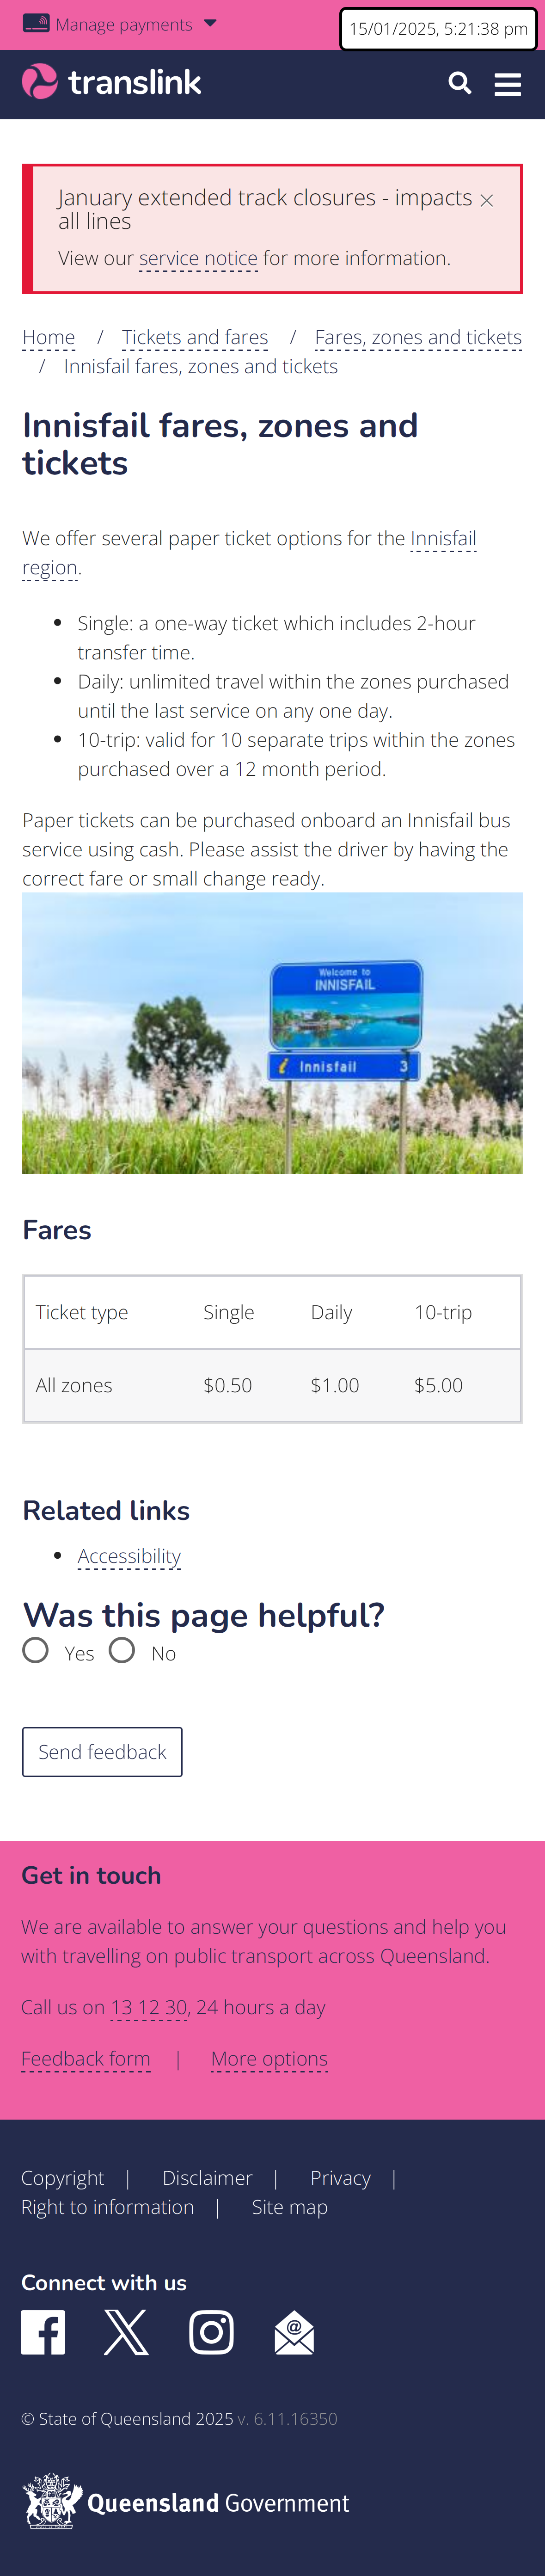 Manage payments
15/01/2025, 5:21:38 pm
translink
January extended track closures - impacts
all lines
View our service notice for more information.
Home / Tickets and fares / Fares, zones and tickets
/ Innisfail fares, zones and tickets
Innisfail fares, zones and
tickets
We offer several paper ticket options for the Innisfail
region.
• Single: a one-way ticket which includes 2-hour
transfer time.
• Daily: unlimited travel within the zones purchased
until the last service on any one day.
• 10-trip: valid for 10 separate trips within the zones
purchased over a 12 month period.
Paper tickets can be purchased onboard an Innisfail bus
service using cash. Please assist the driver by having the
correct fare or small change ready.
Welcome to
INNISFAIL
i Innisfail 3
Fares
Ticket type Single Daily 10-trip
All zones $0.50 $1.00 $5.00
Related links
• Accessibility
Was this page helpful?
Yes No
Send feedback
Get in touch
We are available to answer your questions and help you
with travelling on public transport across Queensland.
Call us on 13 12 30, 24 hours a day
Feedback form | More options
Copyright | Disclaimer | Privacy |
Right to information | Site map
Connect with us
© State of Queensland 2025 v. 6.11.16350
Queensland Government